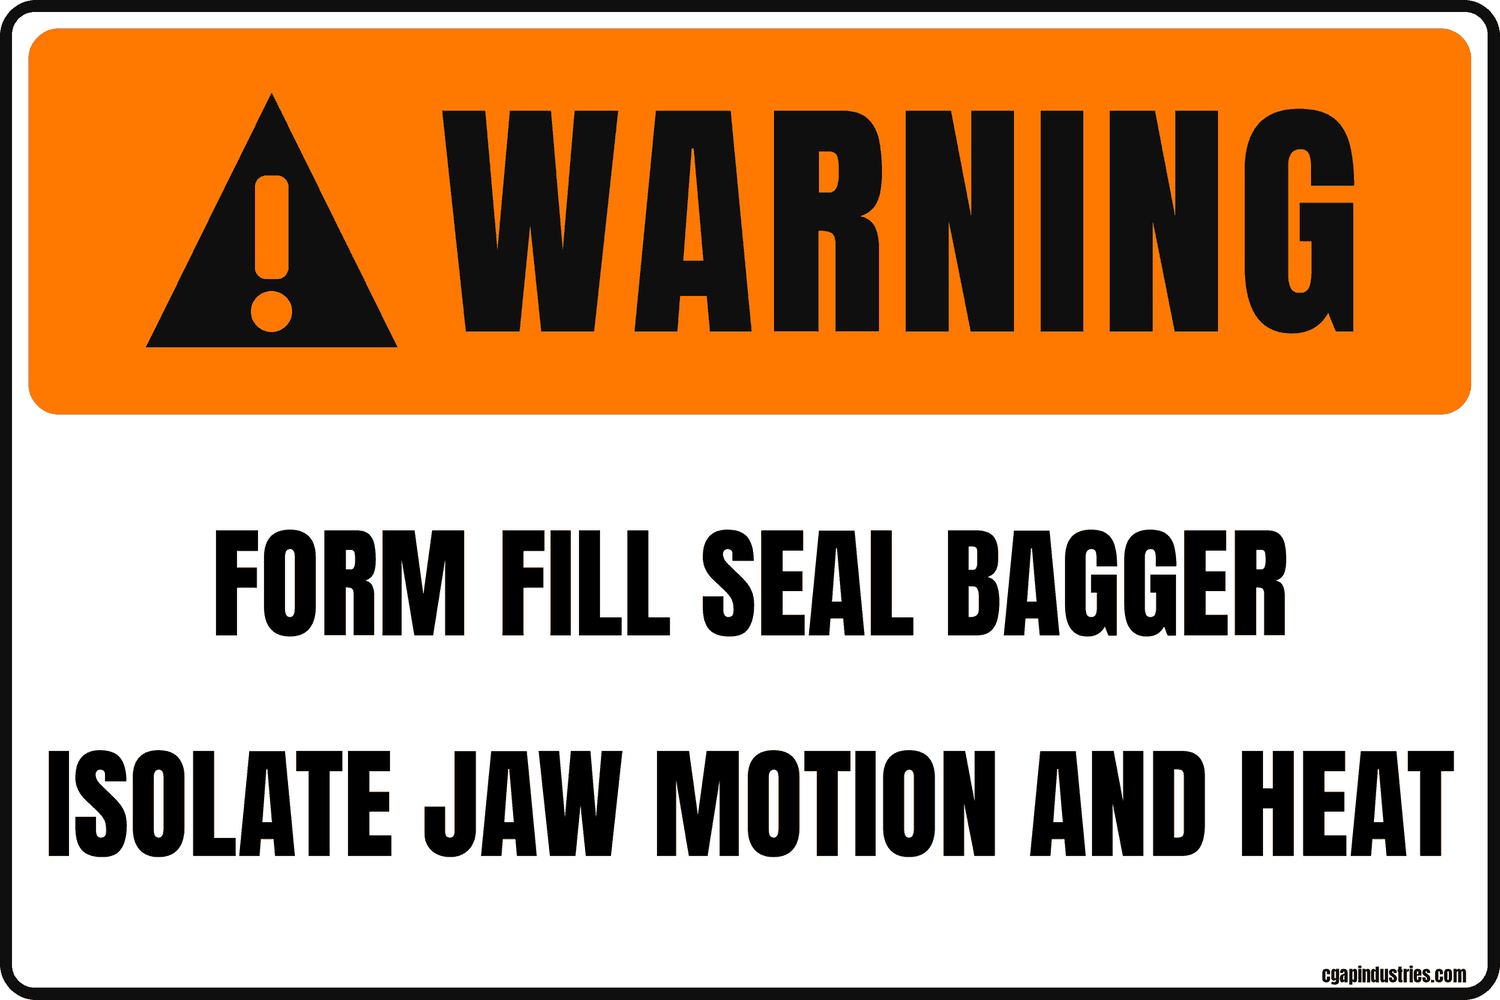 WARNING
FORM FILL SEAL BAGGER
ISOLATE JAW MOTION AND HEAT
cgapindustries.com